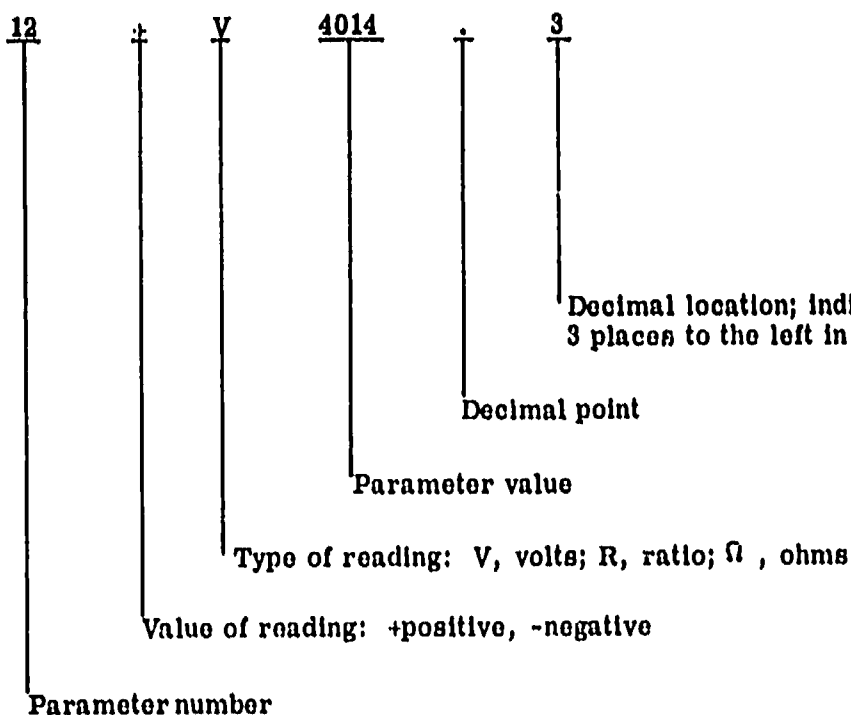 12 + V 4014 . 3
Decimal location; indi
3 places to the left in
Decimal point
Parameter value
Type of reading: V, volts; R, ratio; Ω , ohms
Value of reading: +positive, -negative
Parameter number